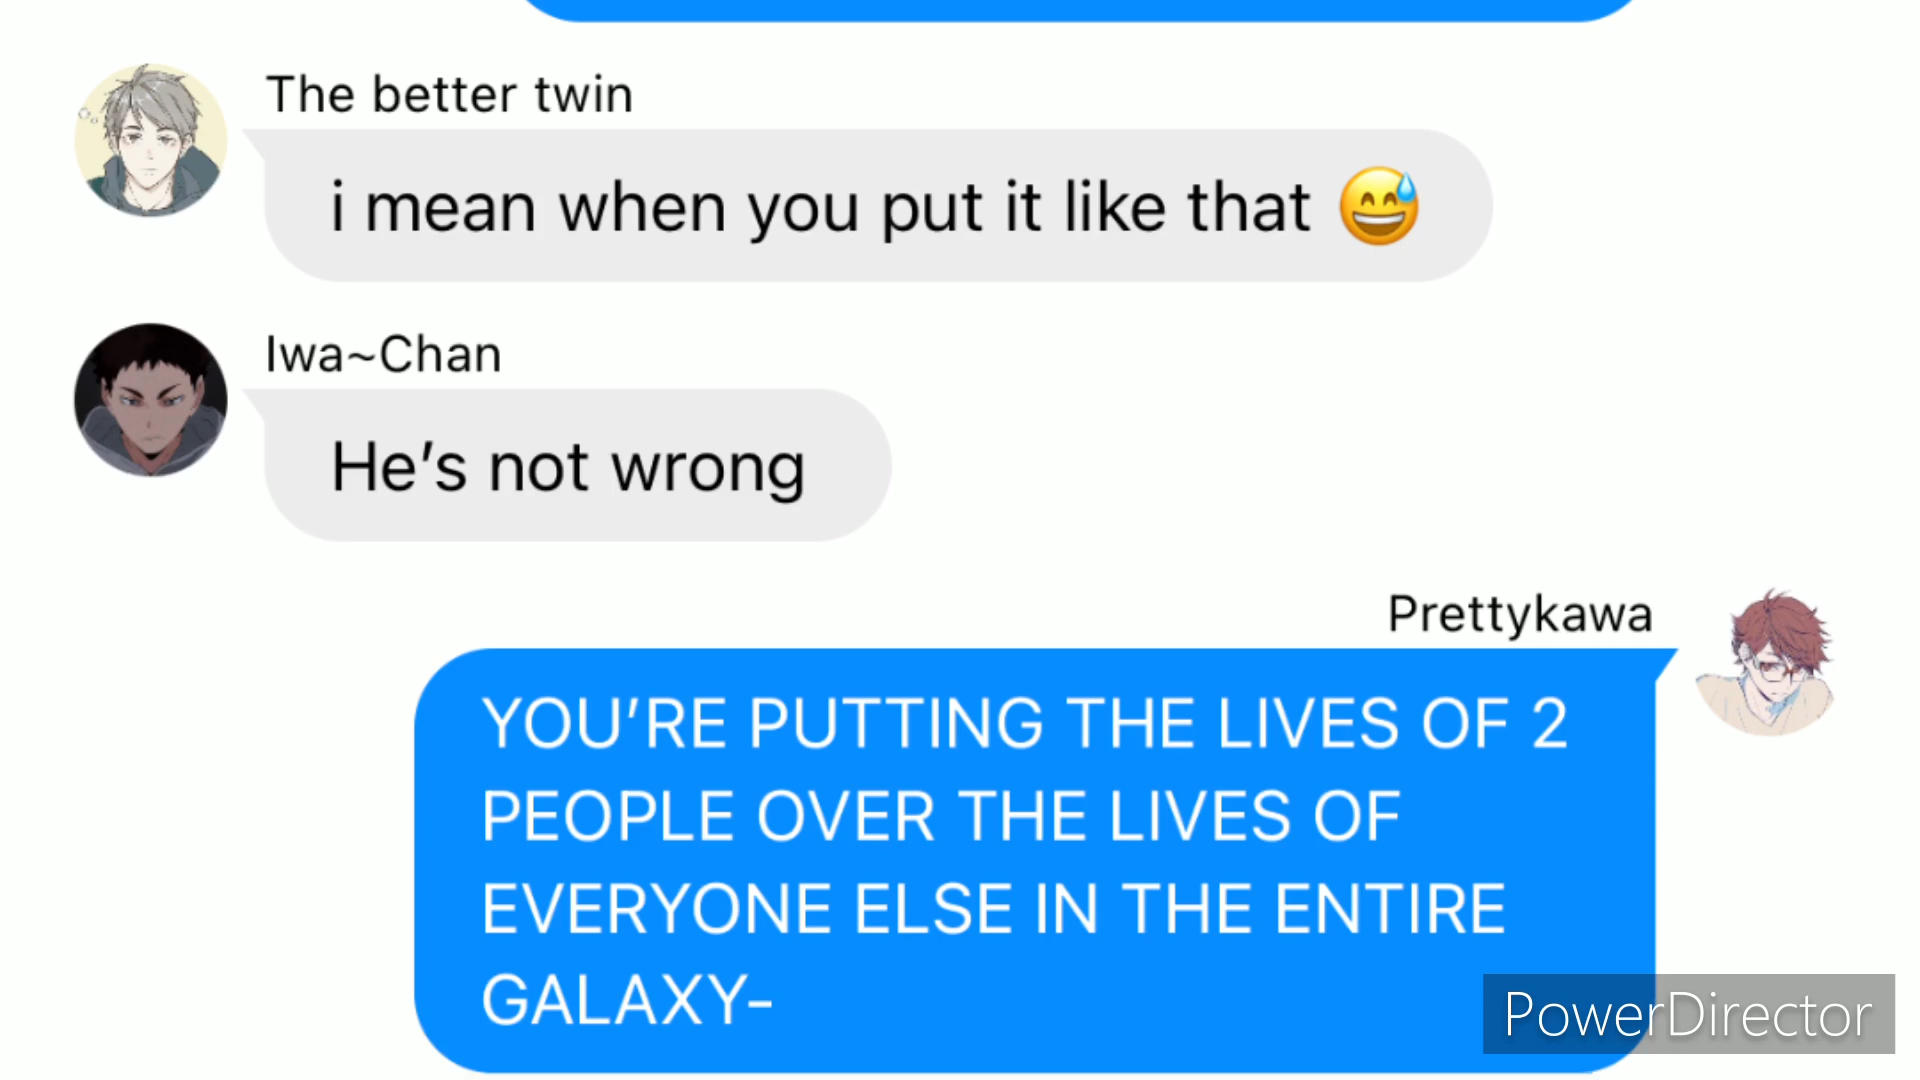 The better twin
i mean when you put it like that 😅
Iwa~Chan
He's not wrong
Prettykawa
YOU'RE PUTTING THE LIVES OF 2
PEOPLE OVER THE LIVES OF
EVERYONE ELSE IN THE ENTIRE
GALAXY-
PowerDirector